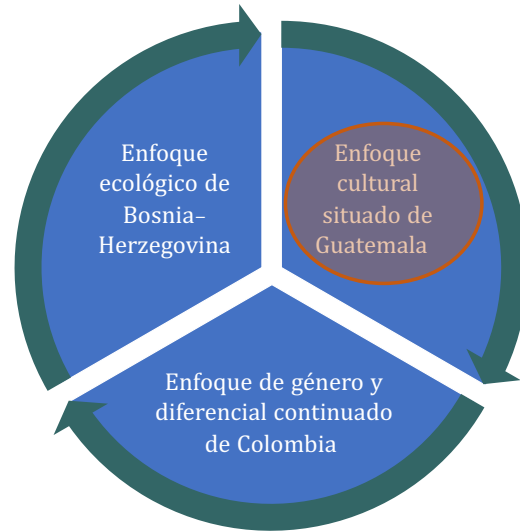 Enfoque
ecológico de
Bosnia–
Herzegovina
Enfoque
cultural
situado de
Guatemala
Enfoque de género y
diferencial continuado
de Colombia